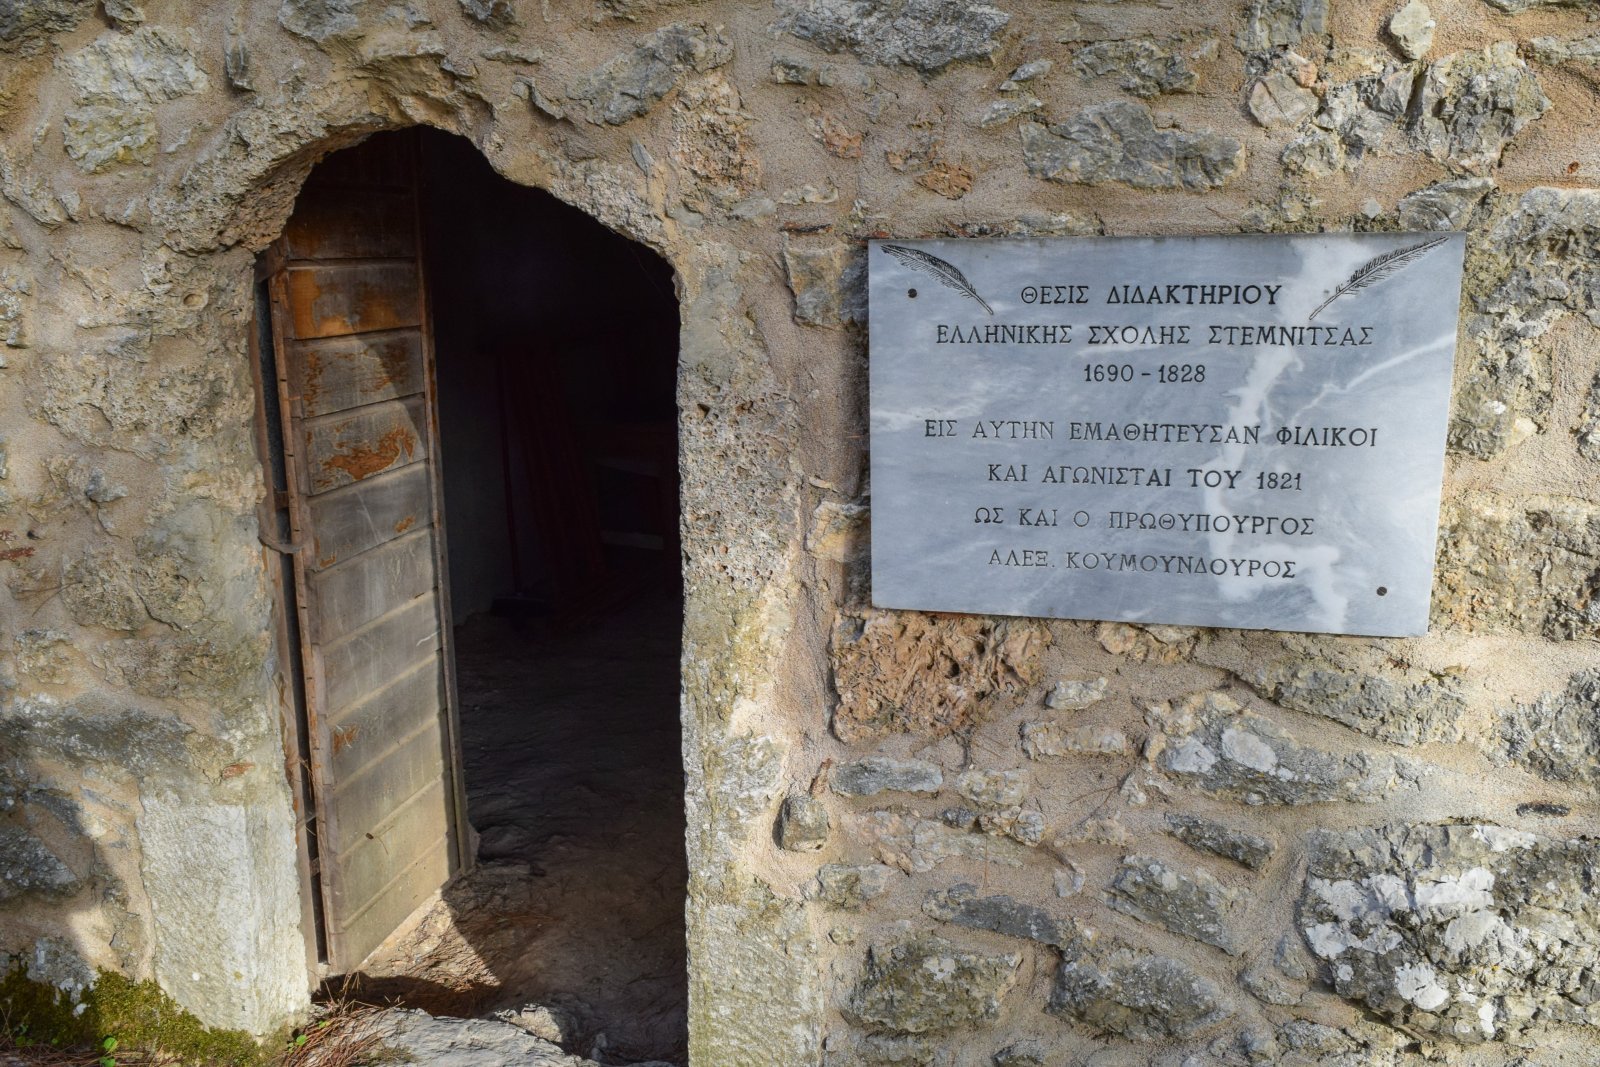 ΘΕΣΙΣ ΔΙΔΑΚΤΗΡΙΟΥ
ΕΛΛΗΝΙΚΗΣ ΣΧΟΛΗΣ ΣΤΕΜΝΙΤΣΑΣ
1690 - 1828
ΕΙΣ ΑΥΤΗΝ ΕΜΑΘΗΤΕΥΣΑΝ ΦΙΛΙΚΟΙ
ΚΑΙ ΑΓΩΝΙΣΤΑΙ ΤΟΥ 1821
ΩΣ ΚΑΙ Ο ΠΡΩΘΥΠΟΥΡΓΟΣ
ΑΛΕΞ. ΚΟΥΜΟΥΝΔΟΥΡΟΣ